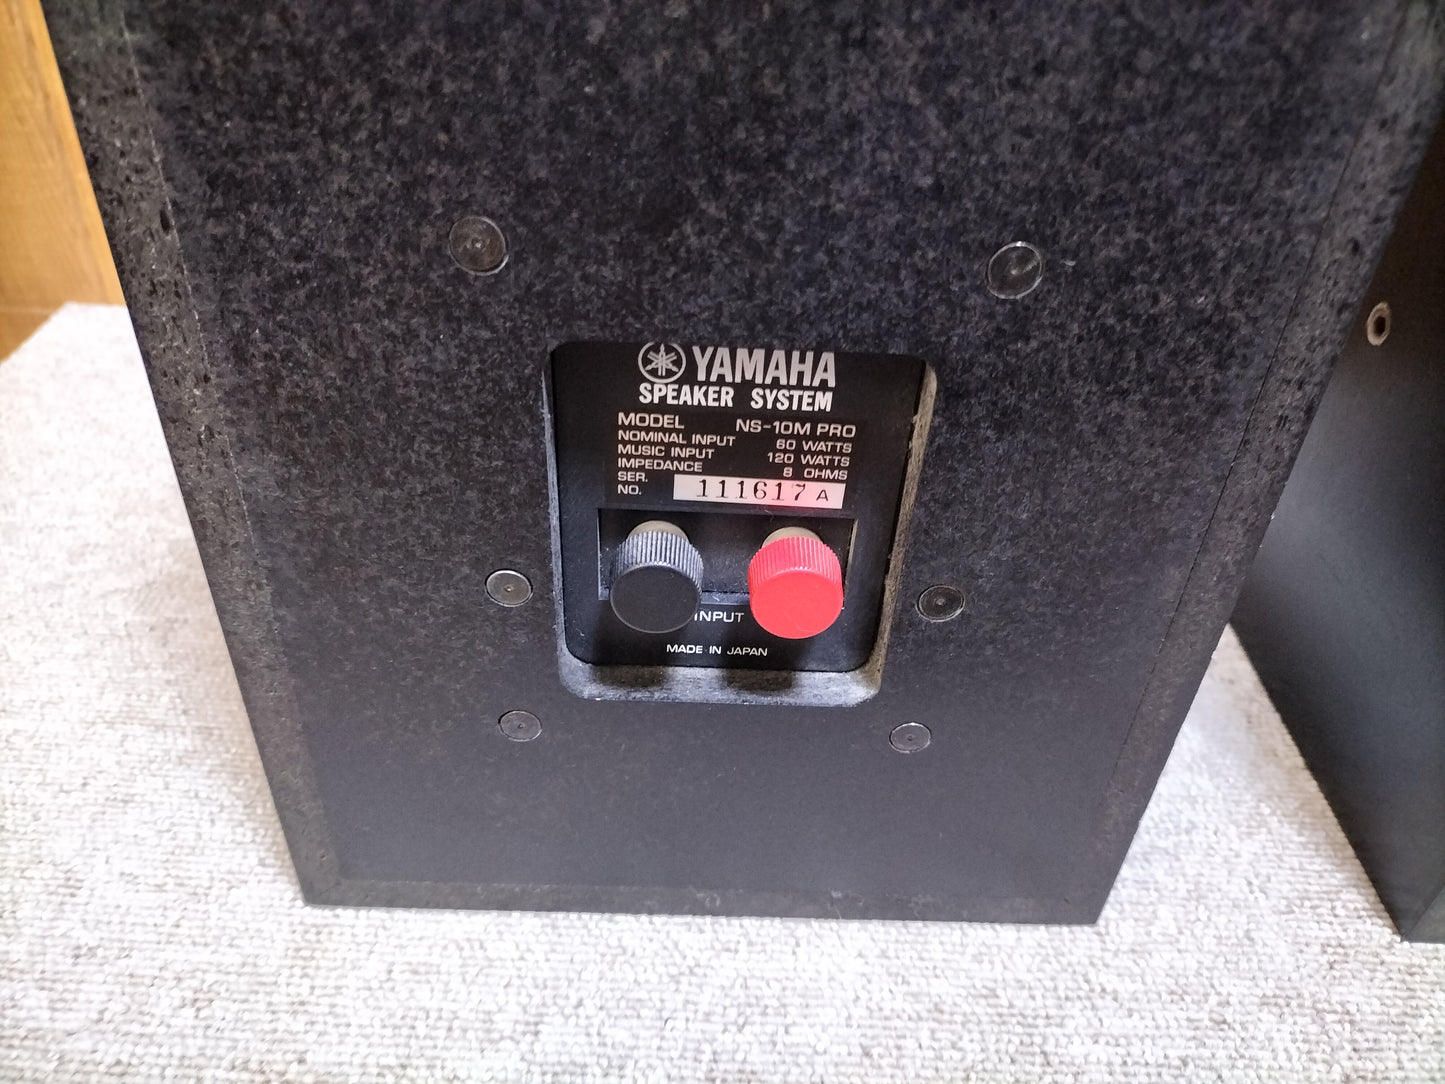 YAMAHA
SPEAKER SYSTEM
MODEL NS-10M PRO
NOMINAL INPUT 60 WATTS
MUSIC INPUT 120 WATTS
IMPEDANCE 8 OHMS
SER.
NO. 111617 A
INPUT
MADE IN JAPAN